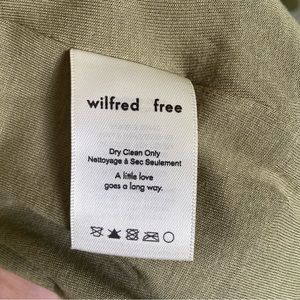 wilfred free
Dry Clean Only
Nettoyage à Sec Seulement
A little love
goes a long way.